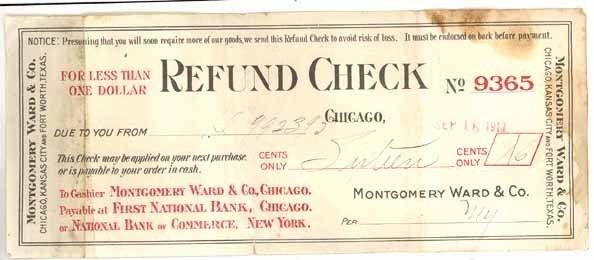 NOTICE: Presuming that you will soon require more of our goods, we send this Refund Check to avoid risk of loss. It must be endorsed on back before payment.
MONTGOMERY WARD & CO.
CHICAGO, KANSAS CITY AND FORT WORTH, TEXAS.
FOR LESS THAN
ONE DOLLAR
REFUND CHECK
No 9365
CHICAGO,
SEP 1 1912
DUE TO YOU FROM
This Check may be applied on your next purchase
or is payable to your order in cash.
CENTS
ONLY
Sixteen
CENTS
ONLY
16
To Cashier MONTGOMERY WARD & CO., CHICAGO.
Payable at FIRST NATIONAL BANK, CHICAGO.
or NATIONAL BANK OF COMMERCE, NEW YORK.
MONTGOMERY WARD & CO.
PER
MONTGOMERY WARD & CO.
CHICAGO, KANSAS CITY AND FORT WORTH, TEXAS.